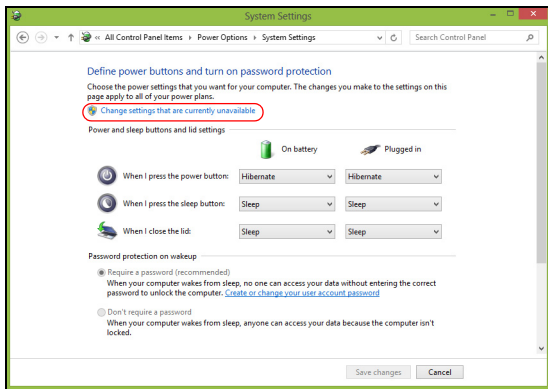 System Settings
« All Control Panel Items › Power Options › System Settings
Search Control Panel
Define power buttons and turn on password protection
Choose the power settings that you want for your computer. The changes you make to the settings on this
page apply to all of your power plans.
Change settings that are currently unavailable
Power and sleep buttons and lid settings
On battery Plugged in
When I press the power button: Hibernate Hibernate
When I press the sleep button: Sleep Sleep
When I close the lid: Sleep Sleep
Password protection on wakeup
Require a password (recommended)
When your computer wakes from sleep, no one can access your data without entering the correct
password to unlock the computer. Create or change your user account password
Don't require a password
When your computer wakes from sleep, anyone can access your data because the computer isn't
locked.
Save changes Cancel